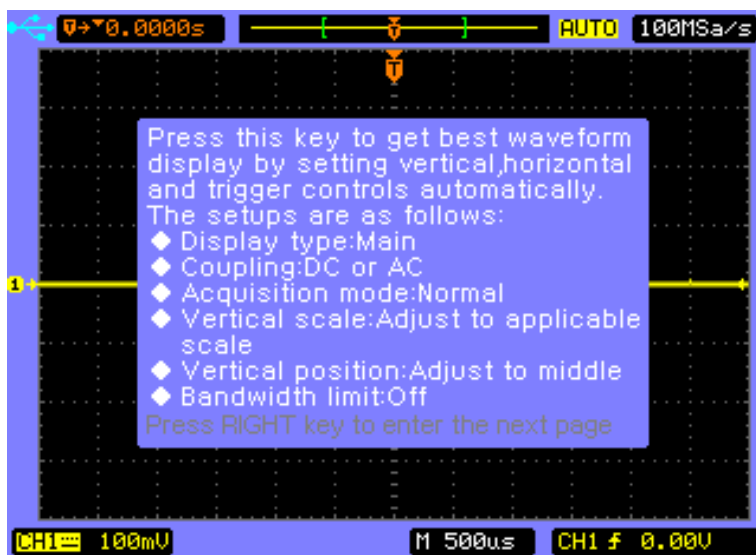 T→▼0.0000s
T
AUTO
100MSa/s
T
Press this key to get best waveform
display by setting vertical,horizontal
and trigger controls automatically.
The setups are as follows:
◆ Display type:Main
◆ Coupling:DC or AC
◆ Acquisition mode:Normal
◆ Vertical scale:Adjust to applicable
scale
◆ Vertical position:Adjust to middle
◆ Bandwidth limit:Off
Press RIGHT key to enter the next page
1
CH1 100mV
M 500us
CH1 0.00V